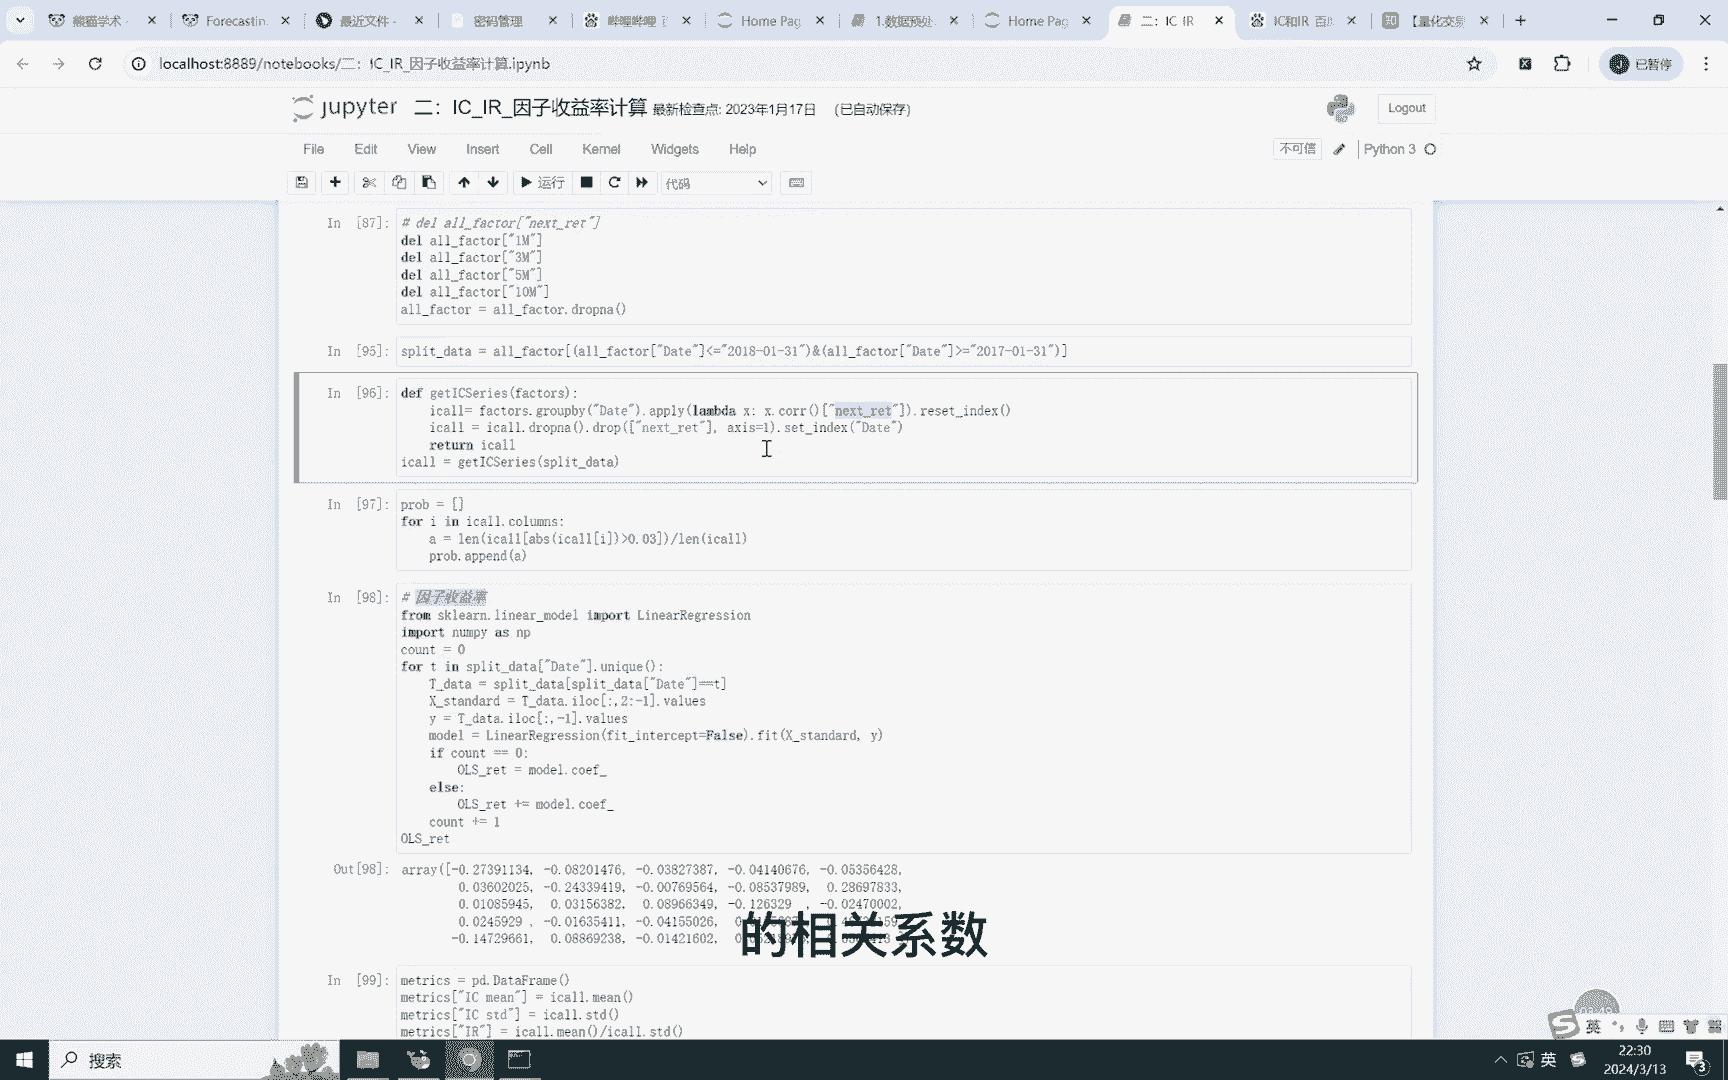 熊猫学术 -
Forecastin
最近文件 -
密码管理
哔哩哔哩
Home Pag
1.数据预处
Home Pag
二：IC IR
IC和IR 百
【量化交易
localhost:8889/notebooks/二：IC_IR_因子收益率计算.ipynb
已暂停
jupyter 二：IC_IR_因子收益率计算 最新检查点: 2023年1月17日 (已自动保存)
Logout
File Edit View Insert Cell Kernel Widgets Help
不可信
Python 3
运行
代码
In [87]: # del all_factor["next_ret"]
del all_factor["1M"]
del all_factor["3M"]
del all_factor["5M"]
del all_factor["10M"]
all_factor = all_factor.dropna()
In [95]: split_data = all_factor[(all_factor["Date"]<="2018-01-31")&(all_factor["Date"]>="2017-01-31")]
In [96]: def getICSeries(factors):
icall= factors.groupby("Date").apply(lambda x: x.corr()["next_ret"]).reset_index()
icall = icall.dropna().drop(["next_ret"], axis=1).set_index("Date")
return icall
icall = getICSeries(split_data)
In [97]: prob = []
for i in icall.columns:
a = len(icall[abs(icall[i])>0.03])/len(icall)
prob.append(a)
In [98]: # 因子收益率
from sklearn.linear_model import LinearRegression
import numpy as np
count = 0
for t in split_data["Date"].unique():
T_data = split_data[split_data["Date"]==t]
X_standard = T_data.iloc[:,2:-1].values
y = T_data.iloc[:,-1].values
model = LinearRegression(fit_intercept=False).fit(X_standard, y)
if count == 0:
OLS_ret = model.coef_
else:
OLS_ret += model.coef_
count += 1
OLS_ret
Out[98]: array([-0.27391134, -0.08201476, -0.03827387, -0.04140676, -0.05356428,
0.03602025, -0.24339419, -0.00769564, -0.08537989, 0.28697833,
0.01085945, 0.03156382, 0.08966349, -0.126329 , -0.02470002,
0.0245929 , -0.01635411, -0.04155026,
-0.14729661, 0.08869238, -0.01421602,
的相关系数
In [99]: metrics = pd.DataFrame()
metrics["IC mean"] = icall.mean()
metrics["IC std"] = icall.std()
metrics["IR"] = icall.mean()/icall.std()
英
搜索
英
22:30
2024/3/13
3